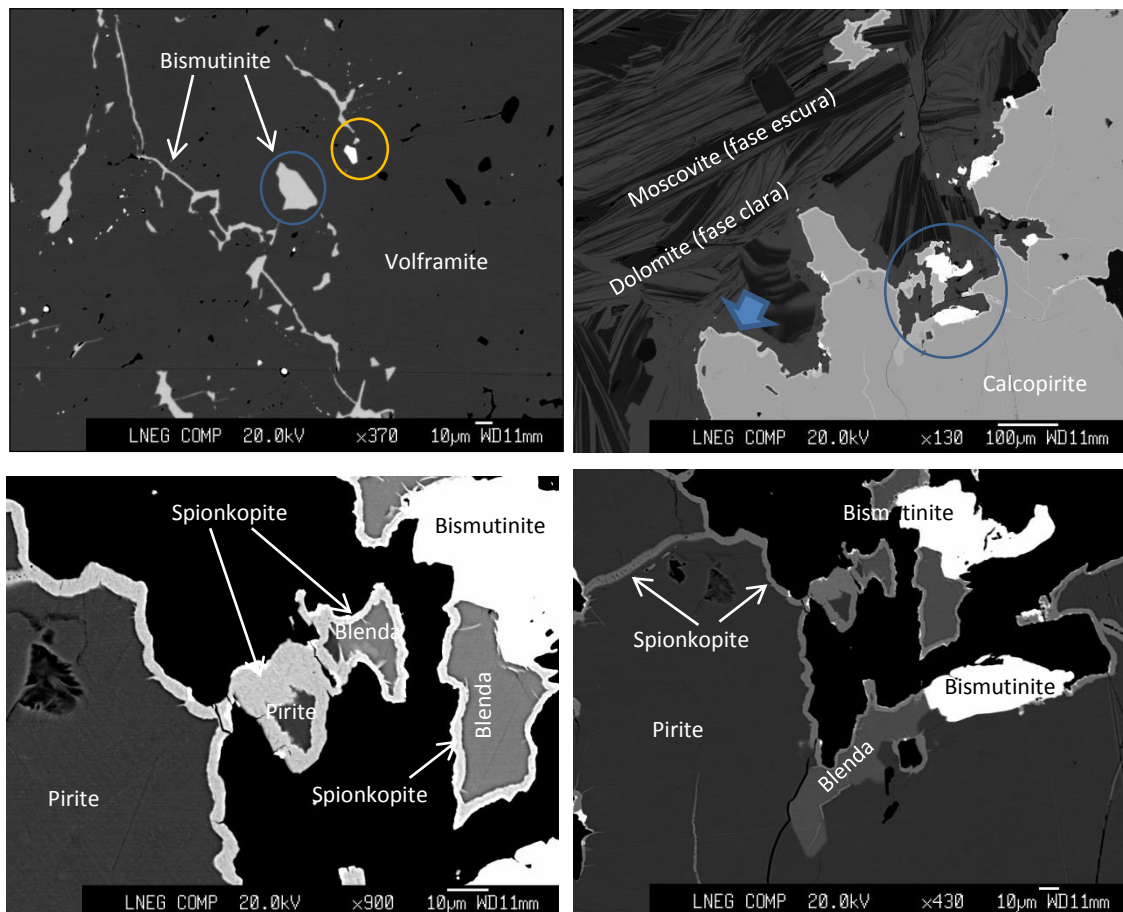 Bismutinite
Volframite
LNEG COMP 20.0kV ×370 10µm WD11mm
Moscovite (fase escura)
Dolomite (fase clara)
Calcopirite
LNEG COMP 20.0kV ×130 100µm WD11mm
Spionkopite
Bismutinite
Blenda
Pirite
Blenda
Spionkopite
Pirite
LNEG COMP 20.0kV ×900 10µm WD11mm
Bismutinite
Spionkopite
Bismutinite
Pirite
Blenda
LNEG COMP 20.0kV ×430 10µm WD11mm